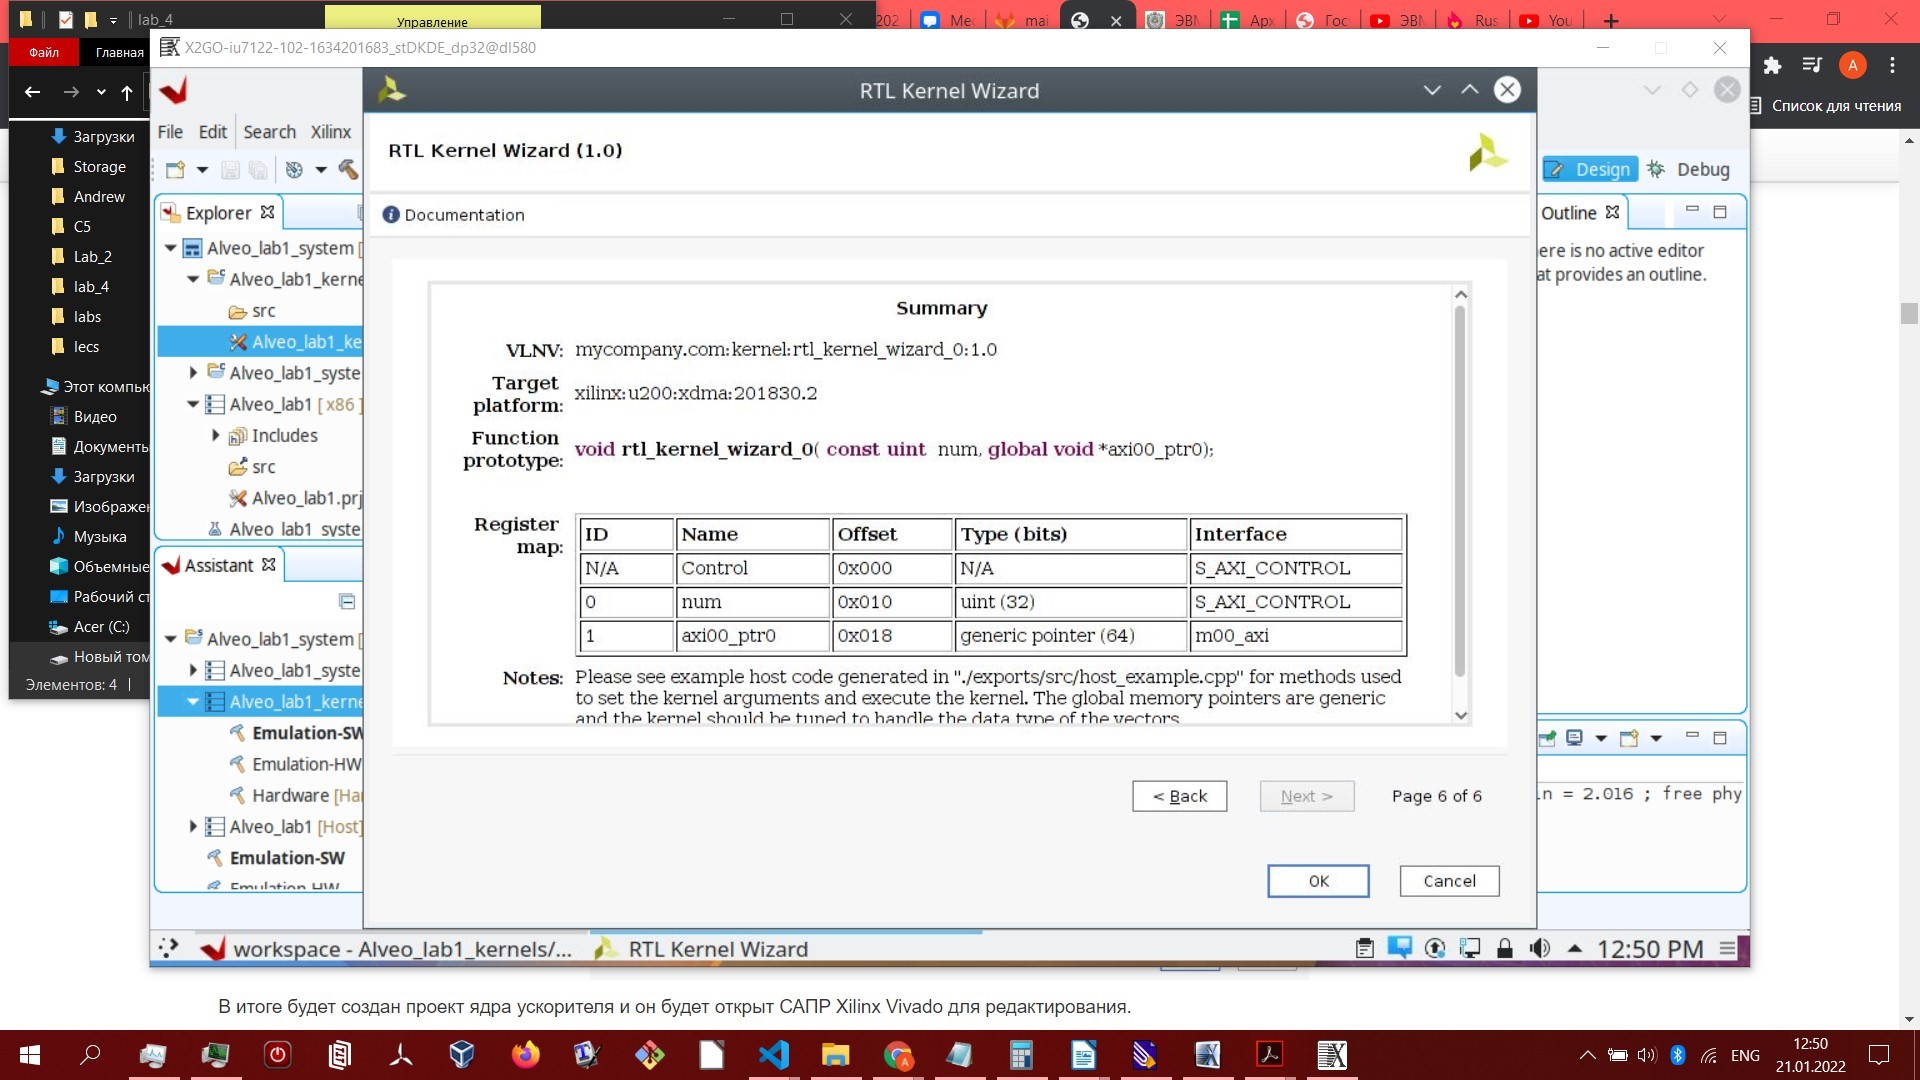 lab_4
Управление
202
Мес
mai
ЭВМ
Ар
Гос
ЭВМ
Rus
You
Файл
Главная
X2GO-iu7122-102-1634201683_stDKDE_dp32@dl580
A
Список для чтения
RTL Kernel Wizard
File Edit Search Xilinx
RTL Kernel Wizard (1.0)
Design
Debug
Documentation
Загрузки
Storage
Andrew
C5
Lab_2
lab_4
labs
lecs
Этот компью
Видео
Документы
Загрузки
Изображен
Музыка
Объемные
Рабочий ст
Acer (C:)
Новый том
Элементов: 4
Explorer
Alveo_lab1_system [
Alveo_lab1_kerne
src
Alveo_lab1_ke
Alveo_lab1_syste
Alveo_lab1 [ x86 ]
Includes
src
Alveo_lab1.prj
Alveo_lab1_syste
Assistant
Alveo_lab1_system [
Alveo_lab1_syste
Alveo_lab1_kerne
Emulation-SW
Emulation-HW
Hardware [Ha
Alveo_lab1 [Host]
Emulation-SW
Emulation-HW
Summary
VLNV: mycompany.com:kernel:rtl_kernel_wizard_0:1.0
Target platform: xilinx:u200:xdma:201830.2
Function prototype: void rtl_kernel_wizard_0( const uint num, global void *axi00_ptr0);
Register map:
ID Name Offset Type (bits) Interface
N/A Control 0x000 N/A S_AXI_CONTROL
0 num 0x010 uint (32) S_AXI_CONTROL
1 axi00_ptr0 0x018 generic pointer (64) m00_axi
Notes: Please see example host code generated in "./exports/src/host_example.cpp" for methods used
to set the kernel arguments and execute the kernel. The global memory pointers are generic
and the kernel should be tuned to handle the data type of the vectors.
< Back
Next >
Page 6 of 6
OK
Cancel
Outline
ere is no active editor
at provides an outline.
in = 2.016 ; free phy
workspace - Alveo_lab1_kernels/...
RTL Kernel Wizard
12:50 PM
В итоге будет создан проект ядра ускорителя и он будет открыт САПР Xilinx Vivado для редактирования.
ENG
12:50
21.01.2022